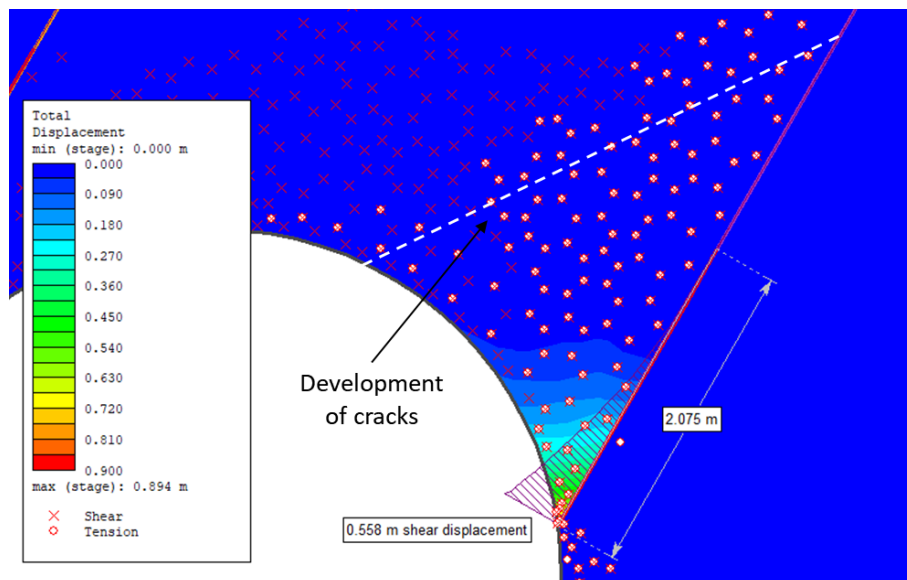 Total
Displacement
min (stage): 0.000 m
0.000
0.090
0.180
0.270
0.360
0.450
0.540
0.630
0.720
0.810
0.900
max (stage): 0.894 m
Shear
Tension
Development
of cracks
2.075 m
0.558 m shear displacement